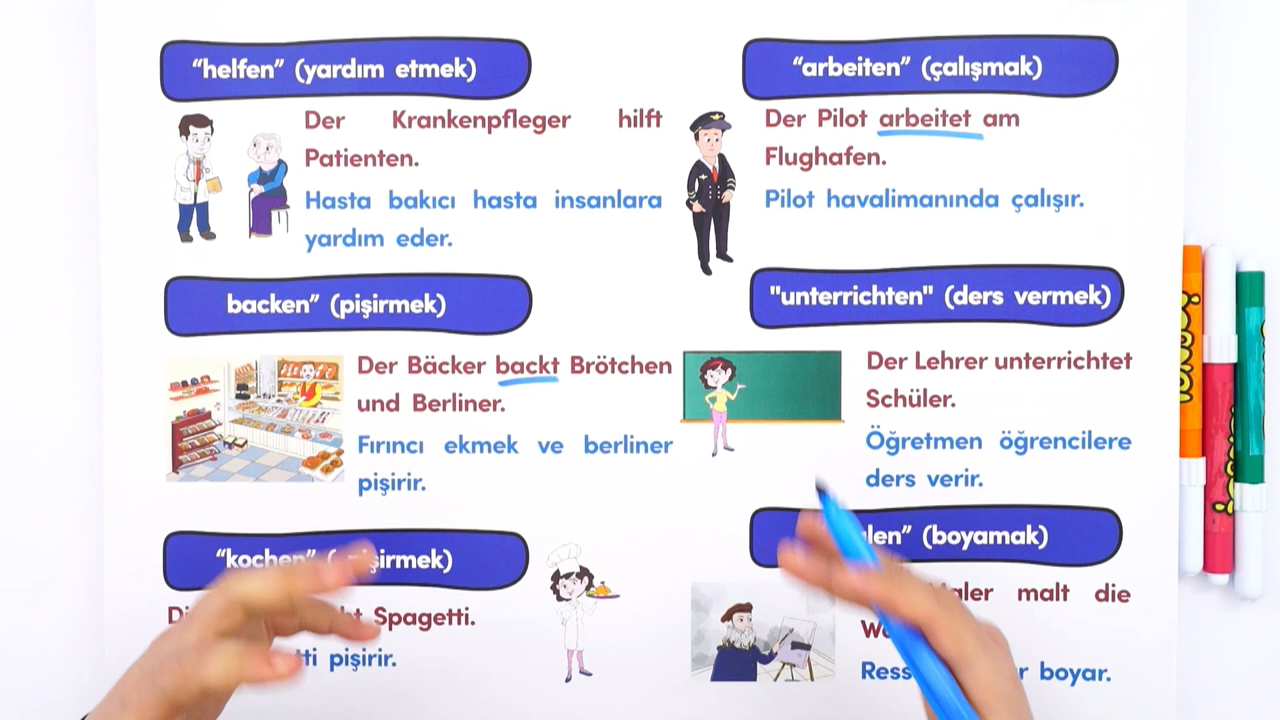 “helfen” (yardım etmek)
Der Krankenpfleger hilft
Patienten.
Hasta bakıcı hasta insanlara
yardım eder.
“arbeiten” (çalışmak)
Der Pilot arbeitet am
Flughafen.
Pilot havalimanında çalışır.
backen” (pişirmek)
Der Bäcker backt Brötchen
und Berliner.
Fırıncı ekmek ve berliner
pişirir.
"unterrichten" (ders vermek)
Der Lehrer unterrichtet
Schüler.
Öğretmen öğrencilere
ders verir.
“kochen”
Spagetti.
pişirir.
(boyamak)
malt die
boyar.